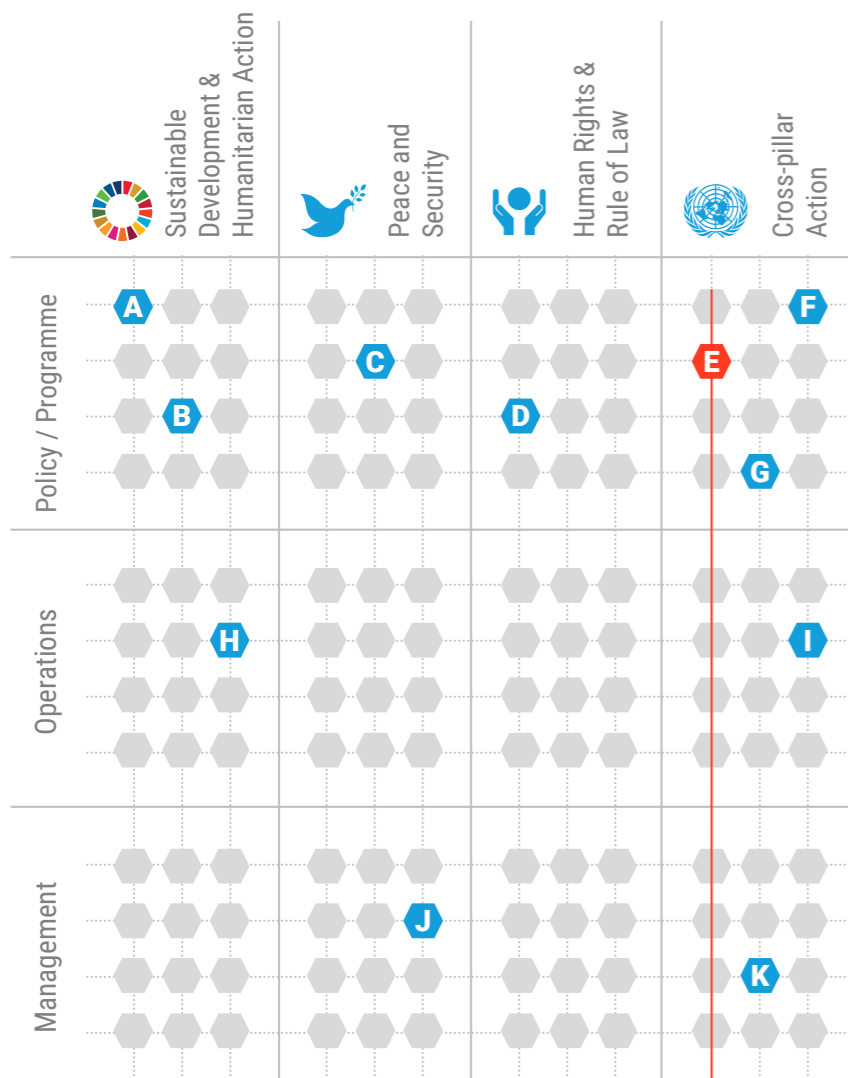 Sustainable
Development &
Humanitarian Action
Peace and
Security
Human Rights &
Rule of Law
Cross-pillar
Action
Policy / Programme
A
F
C
E
B
D
G
Operations
H
I
Management
J
K